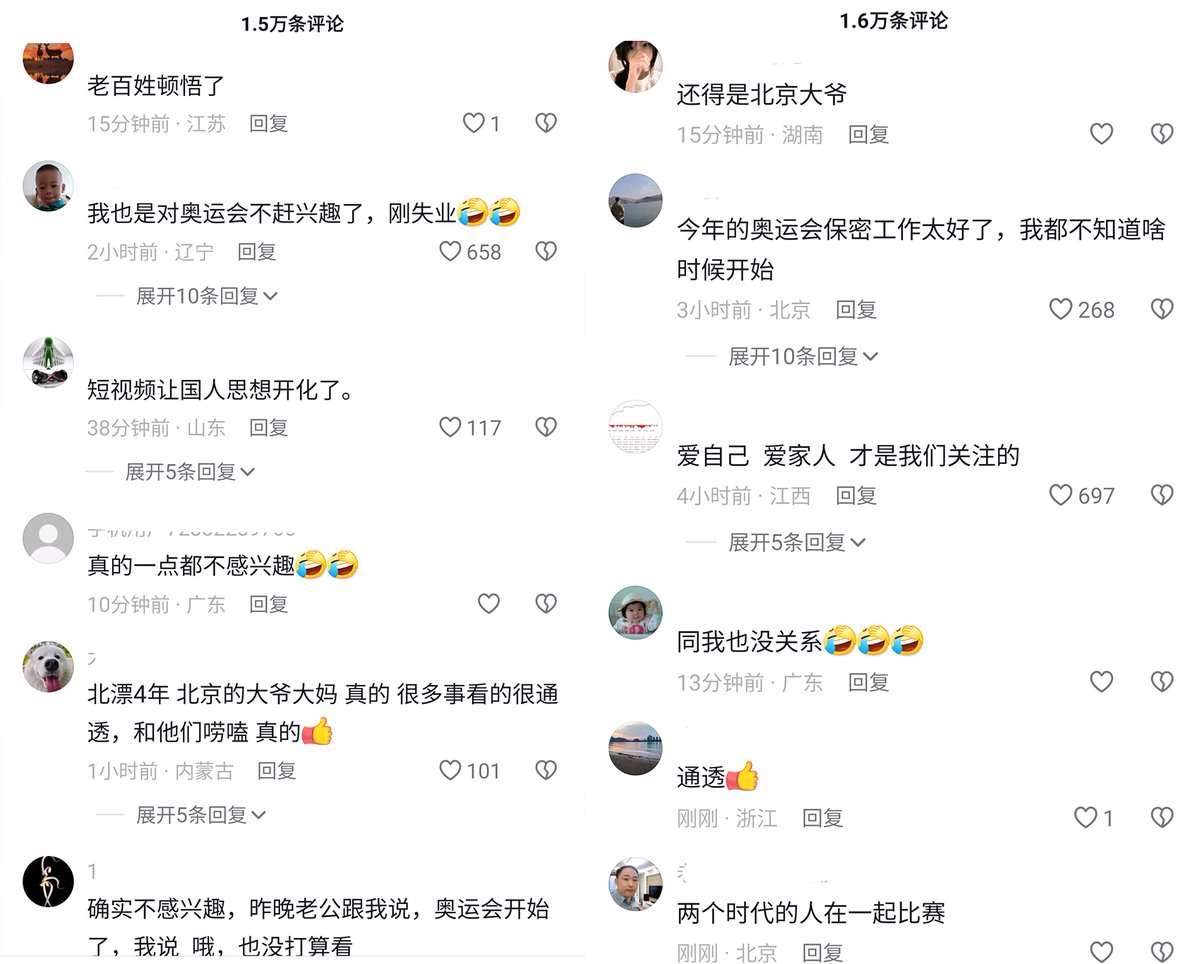 1.5万条评论
老百姓顿悟了
15分钟前 · 江苏 回复 1
我也是对奥运会不赶兴趣了，刚失业🤣🤣
2小时前 · 辽宁 回复 658
展开10条回复
短视频让国人思想开化了。
38分钟前 · 山东 回复 117
展开5条回复
真的一点都不感兴趣🤣🤣
10分钟前 · 广东 回复
北漂4年 北京的大爷大妈 真的 很多事看的很通
透，和他们唠嗑 真的👍
1小时前 · 内蒙古 回复 101
展开5条回复
1
确实不感兴趣，昨晚老公跟我说，奥运会开始
了，我说 哦，也没打算看
1.6万条评论
还得是北京大爷
15分钟前 · 湖南 回复
今年的奥运会保密工作太好了，我都不知道啥
时候开始
3小时前 · 北京 回复 268
展开10条回复
爱自己 爱家人 才是我们关注的
4小时前 · 江西 回复 697
展开5条回复
同我也没关系🤣🤣🤣
13分钟前 · 广东 回复
通透👍
刚刚 · 浙江 回复 1
两个时代的人在一起比赛
刚刚 · 北京 回复